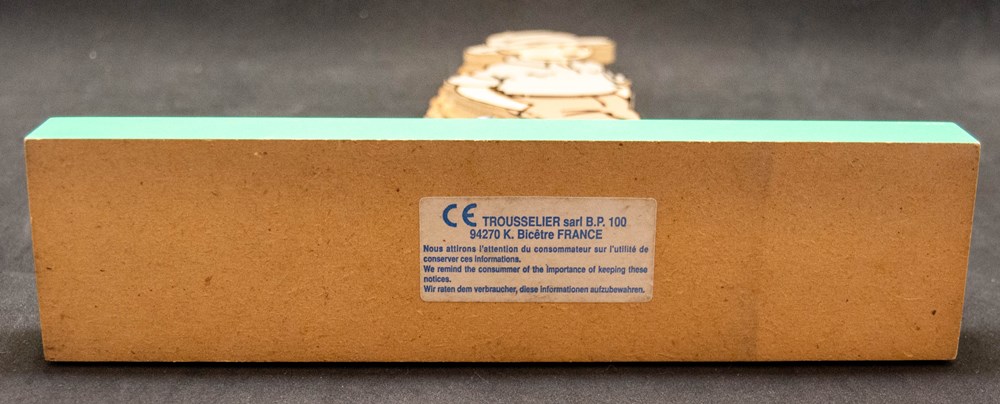 CE TROUSSELIER sarl B.P. 100
94270 K. Bicêtre FRANCE
Nous attirons l'attention du consommateur sur l'utilité de
conserver ces informations.
We remind the consummer of the importance of keeping these
notices.
Wir raten dem verbraucher, diese informationen aufzubewahren.